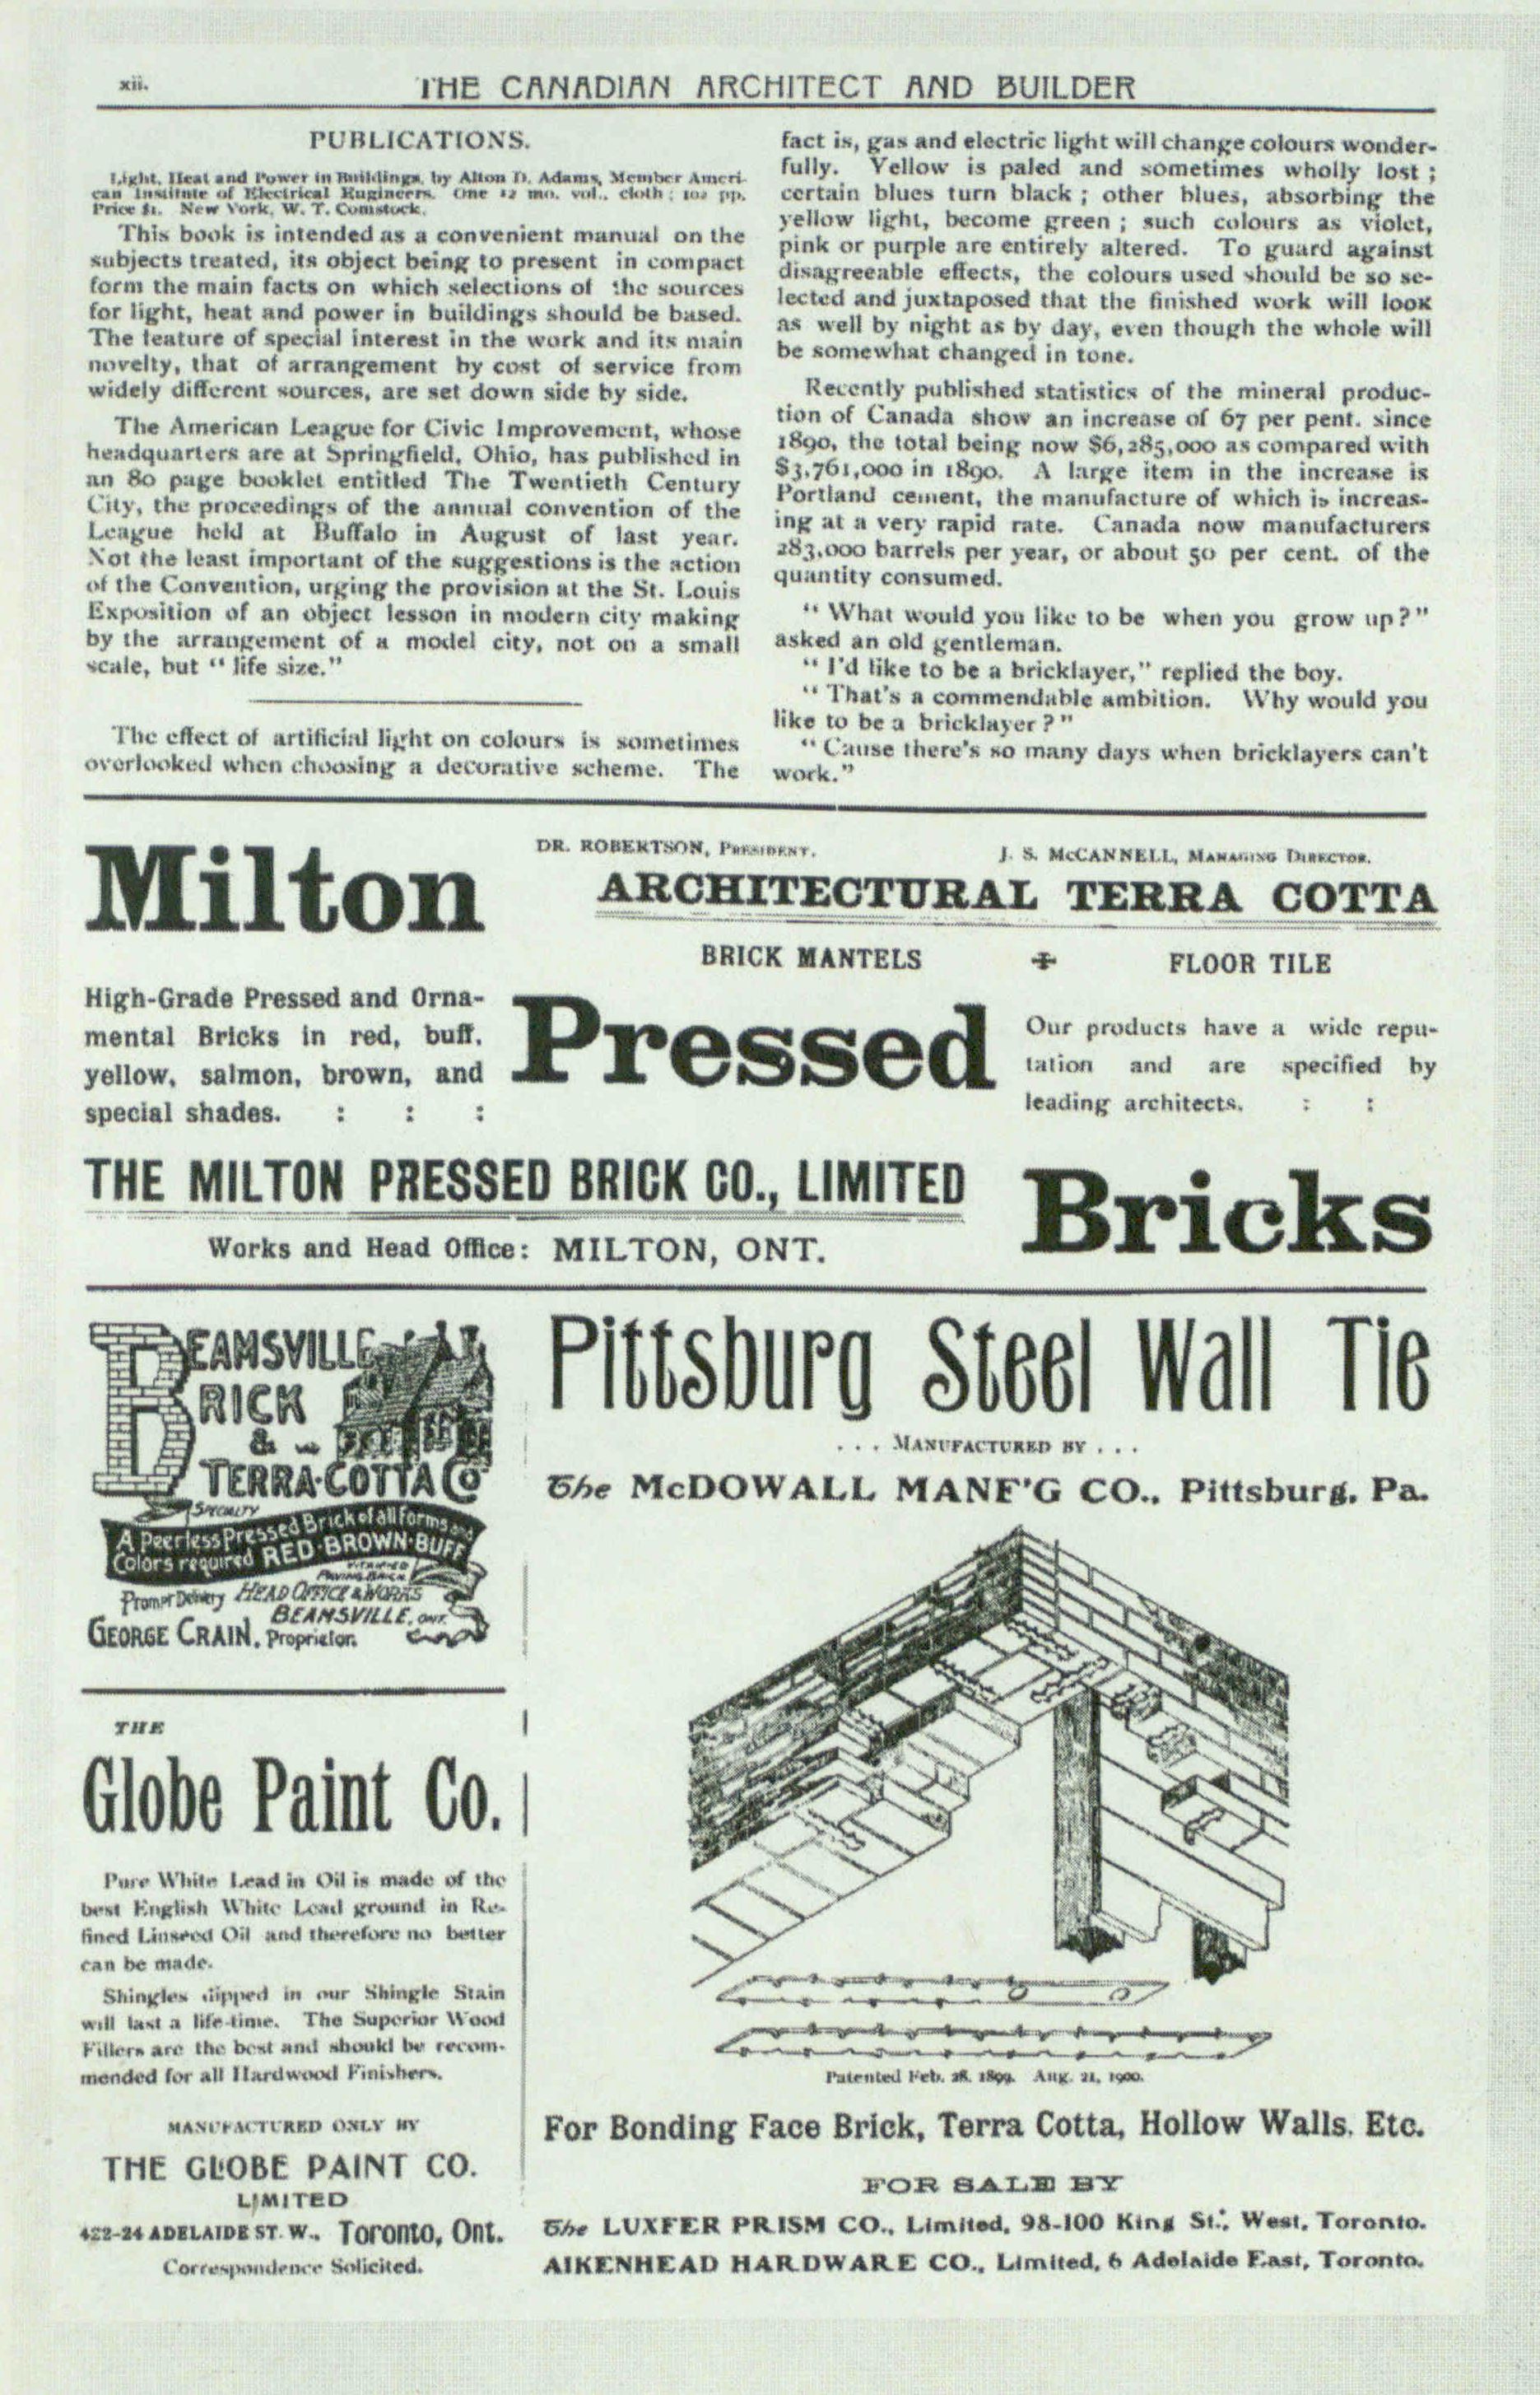 xii.
THE CANADIAN ARCHITECT AND BUILDER
PUBLICATIONS.
Light, Heat and Power in Buildings, by Alton D. Adams, Member Ameri-
can Institute of Electrical Engineers. One 12 mo. vol., cloth; 102 pp.
Price $1. New York, W. T. Comstock.
This book is intended as a convenient manual on the
subjects treated, its object being to present in compact
form the main facts on which selections of the sources
for light, heat and power in buildings should be based.
The feature of special interest in the work and its main
novelty, that of arrangement by cost of service from
widely different sources, are set down side by side.
The American League for Civic Improvement, whose
headquarters are at Springfield, Ohio, has published in
an 80 page booklet entitled The Twentieth Century
City, the proceedings of the annual convention of the
League held at Buffalo in August of last year.
Not the least important of the suggestions is the action
of the Convention, urging the provision at the St. Louis
Exposition of an object lesson in modern city making
by the arrangement of a model city, not on a small
scale, but "life size."
The effect of artificial light on colours is sometimes
overlooked when choosing a decorative scheme. The
fact is, gas and electric light will change colours wonder-
fully. Yellow is paled and sometimes wholly lost ;
certain blues turn black ; other blues, absorbing the
yellow light, become green ; such colours as violet,
pink or purple are entirely altered. To guard against
disagreeable effects, the colours used should be so se-
lected and juxtaposed that the finished work will look
as well by night as by day, even though the whole will
be somewhat changed in tone.
Recently published statistics of the mineral produc-
tion of Canada show an increase of 67 per pent. since
1890, the total being now $6,285,000 as compared with
$3,761,000 in 1890. A large item in the increase is
Portland cement, the manufacture of which is increas-
ing at a very rapid rate. Canada now manufacturers
283,000 barrels per year, or about 50 per cent. of the
quantity consumed.
" What would you like to be when you grow up?"
asked an old gentleman.
" I'd like to be a bricklayer," replied the boy.
" That's a commendable ambition. Why would you
like to be a bricklayer ?"
" Cause there's so many days when bricklayers can't
work."
Milton
DR. ROBERTSON, PRESIDENT.
J. S. McCANNELL, MANAGING DIRECTOR.
ARCHITECTURAL TERRA COTTA
BRICK MANTELS
FLOOR TILE
High-Grade Pressed and Orna-
mental Bricks in red, buff,
yellow, salmon, brown, and
special shades. : : :
Pressed
Our products have a wide repu-
tation and are specified by
leading architects. : :
THE MILTON PRESSED BRICK CO., LIMITED
Works and Head Office: MILTON, ONT.
Bricks
BEAMSVILLE
BRICK
&
TERRA-COTTA Co
SPECIALTY
A Peerless Pressed Brick of all forms and
Colors required RED·BROWN·BUFF
VITRIFIED
PAVING BRICK
Prompt Delivery HEAD OFFICE & WORKS
BEAMSVILLE, ONT.
GEORGE CRAIN, Proprietor.
THE
Globe Paint Co.
Pure White Lead in Oil is made of the
best English White Lead ground in Re-
fined Linseed Oil and therefore no better
can be made.
Shingles dipped in our Shingle Stain
will last a life-time. The Superior Wood
Fillers are the best and should be recom-
mended for all Hardwood Finishers.
MANUFACTURED ONLY BY
THE GLOBE PAINT CO.
LIMITED
422-24 ADELAIDE ST. W., Toronto, Ont.
Correspondence Solicited.
Pittsburg Steel Wall Tie
. . . MANUFACTURED BY . . .
The McDOWALL MANF'G CO., Pittsburg, Pa.
Patented Feb. 28, 1899. Aug. 21, 1900.
For Bonding Face Brick, Terra Cotta, Hollow Walls, Etc.
FOR SALE BY
The LUXFER PRISM CO., Limited, 98-100 King St., West, Toronto.
AIKENHEAD HARDWARE CO., Limited, 6 Adelaide East, Toronto.